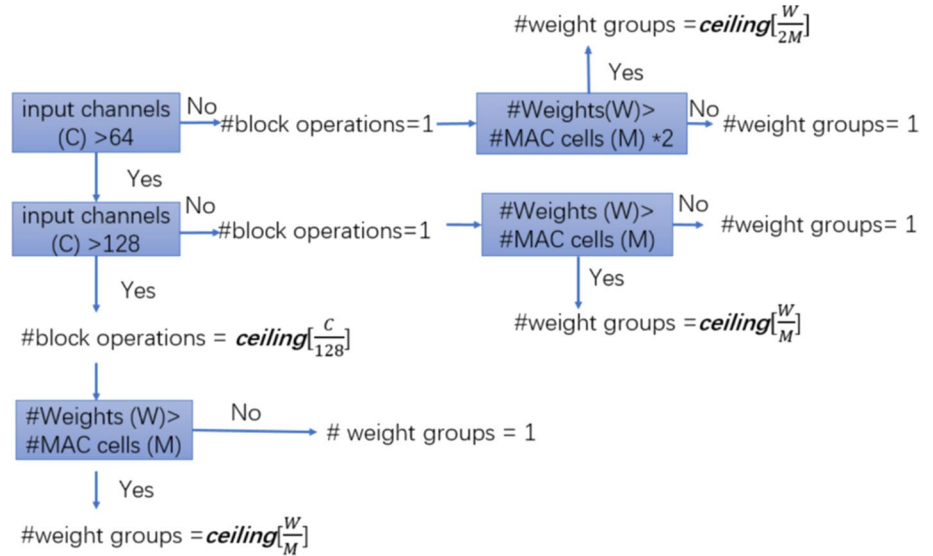 #weight groups =ceiling[W/2M]
input channels
(C) >64
No
#block operations=1
#Weights(W)>
#MAC cells (M) *2
Yes
No
#weight groups= 1
Yes
input channels
(C) >128
No
#block operations=1
#Weights (W)>
#MAC cells (M)
No
#weight groups= 1
Yes
Yes
#weight groups =ceiling[W/M]
#block operations = ceiling[C/128]
#Weights (W)>
#MAC cells (M)
No
# weight groups = 1
Yes
#weight groups =ceiling[W/M]